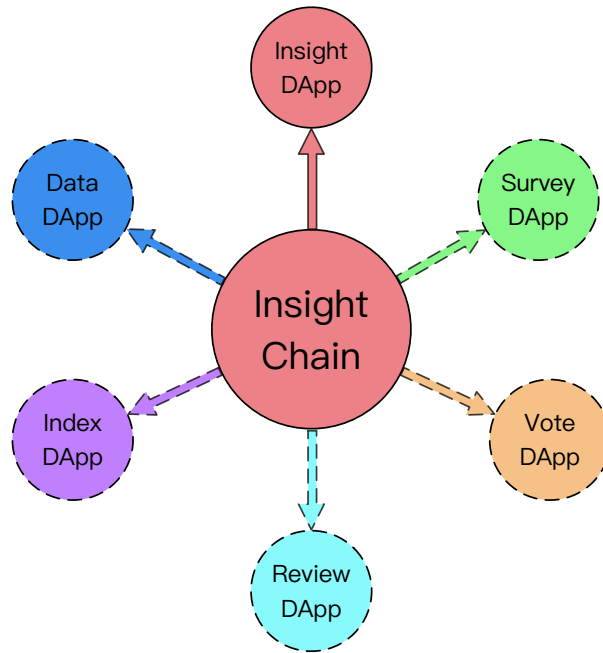 Insight
DApp
Data
DApp
Survey
DApp
Insight
Chain
Index
DApp
Vote
DApp
Review
DApp